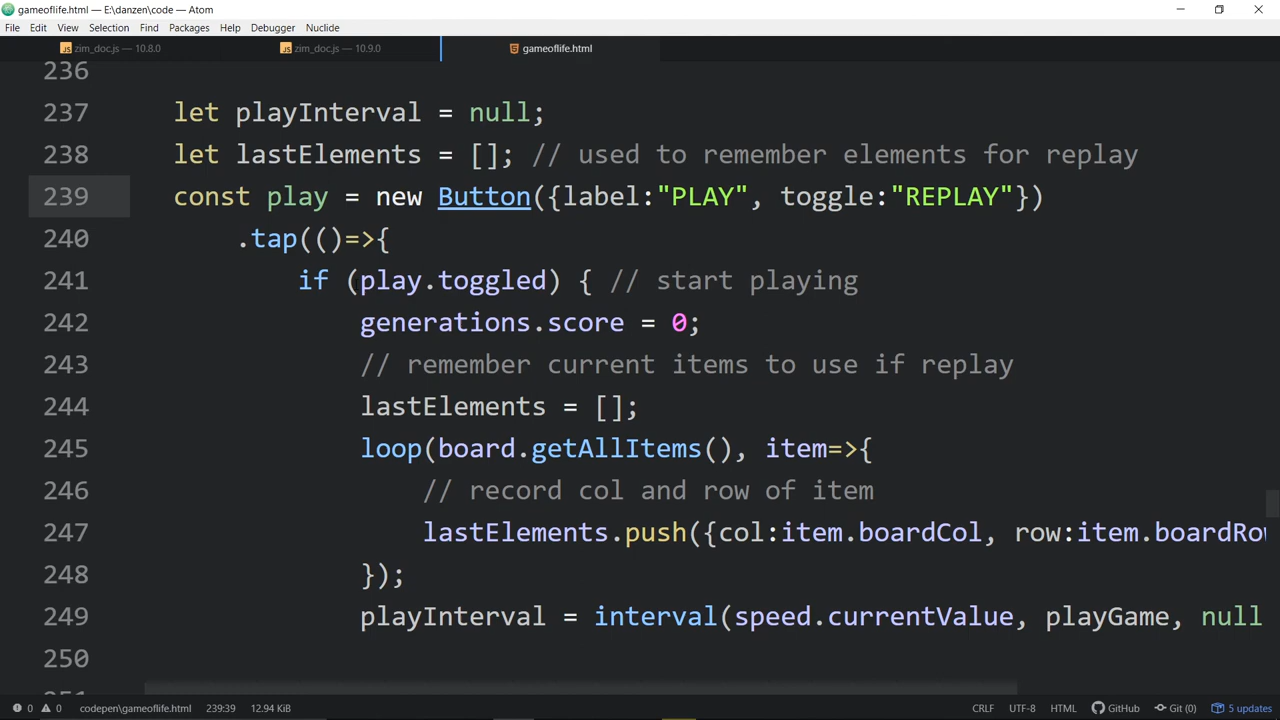 gameoflife.html — E:\danzen\code — Atom
File Edit View Selection Find Packages Help Debugger Nuclide
zim_doc.js — 10.8.0 zim_doc.js — 10.9.0 gameoflife.html
236
237 let playInterval = null;
238 let lastElements = []; // used to remember elements for replay
239 const play = new Button({label:"PLAY", toggle:"REPLAY"})
240 .tap(()=>{
241 if (play.toggled) { // start playing
242 generations.score = 0;
243 // remember current items to use if replay
244 lastElements = [];
245 loop(board.getAllItems(), item=>{
246 // record col and row of item
247 lastElements.push({col:item.boardCol, row:item.boardRow
248 });
249 playInterval = interval(speed.currentValue, playGame, null
250
251
0 0 codepen\gameoflife.html 239:39 12.94 KiB CRLF UTF-8 HTML GitHub Git (0) 5 updates